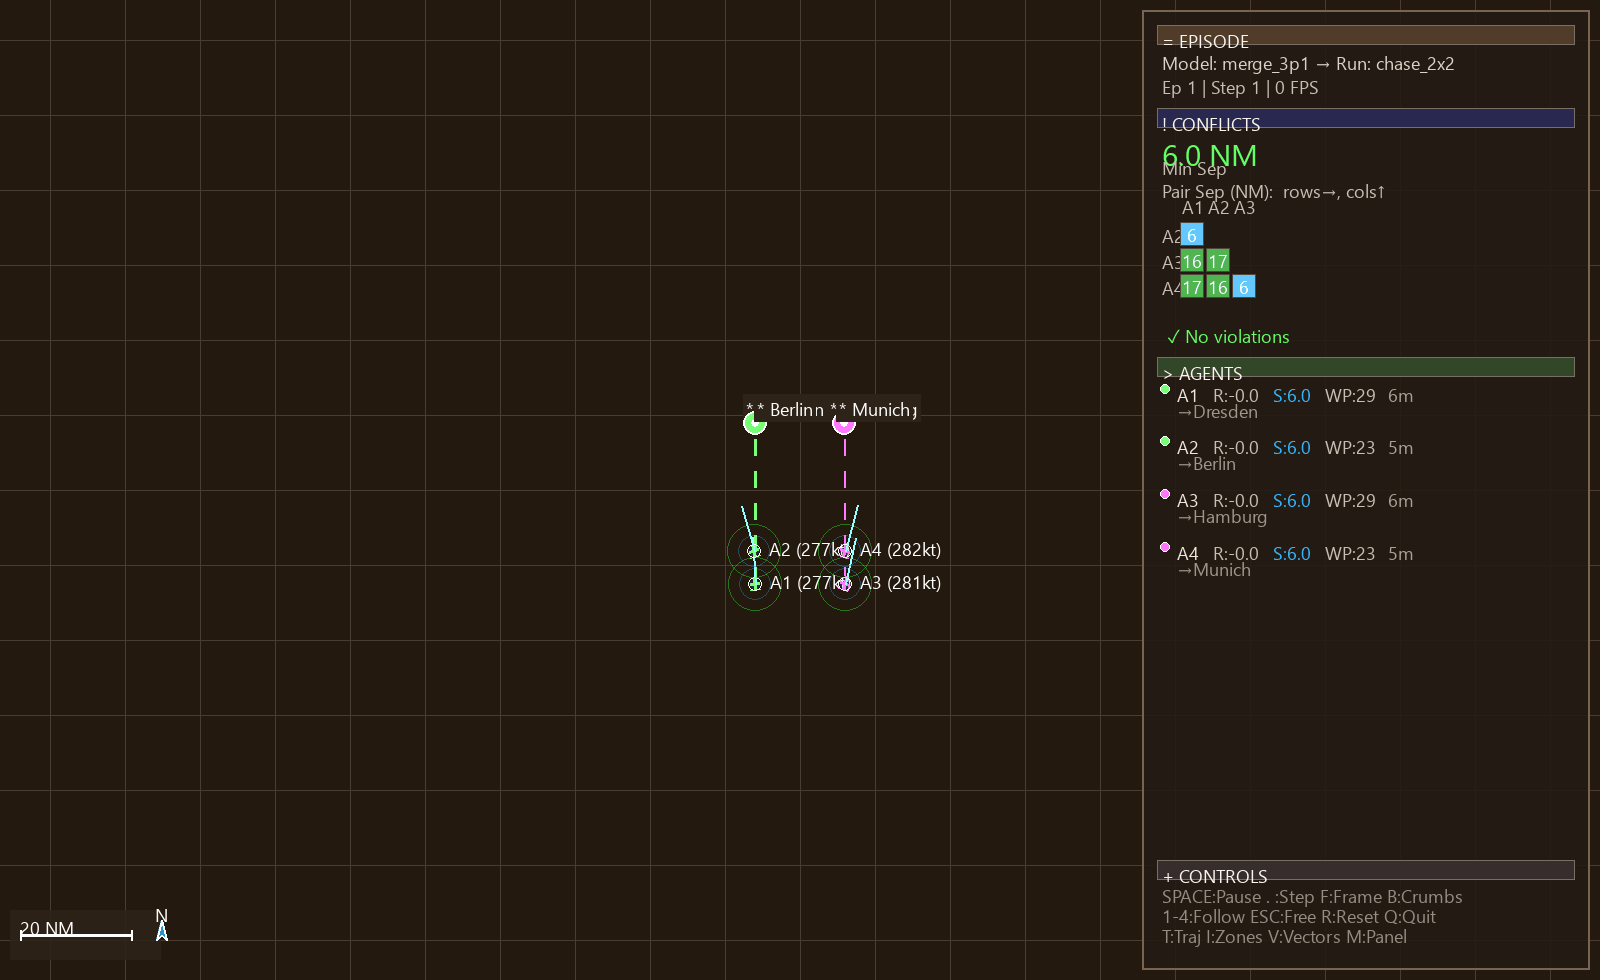 = EPISODE
Model: merge_3p1 → Run: chase_2x2
Ep 1 | Step 1 | 0 FPS
! CONFLICTS
6.0 NM
Min Sep
Pair Sep (NM): rows→, cols↑
A1 A2 A3
A2 6
A3 16 17
A4 17 16 6
✓ No violations
> AGENTS
A1 R:-0.0 S:6.0 WP:29 6m
→Dresden
A2 R:-0.0 S:6.0 WP:23 5m
→Berlin
A3 R:-0.0 S:6.0 WP:29 6m
→Hamburg
A4 R:-0.0 S:6.0 WP:23 5m
→Munich
+ CONTROLS
SPACE:Pause . :Step F:Frame B:Crumbs
1-4:Follow ESC:Free R:Reset Q:Quit
T:Traj I:Zones V:Vectors M:Panel
** Berlin ** Munich
A2 (277kt) A4 (282kt)
A1 (277kt) A3 (281kt)
20 NM
N